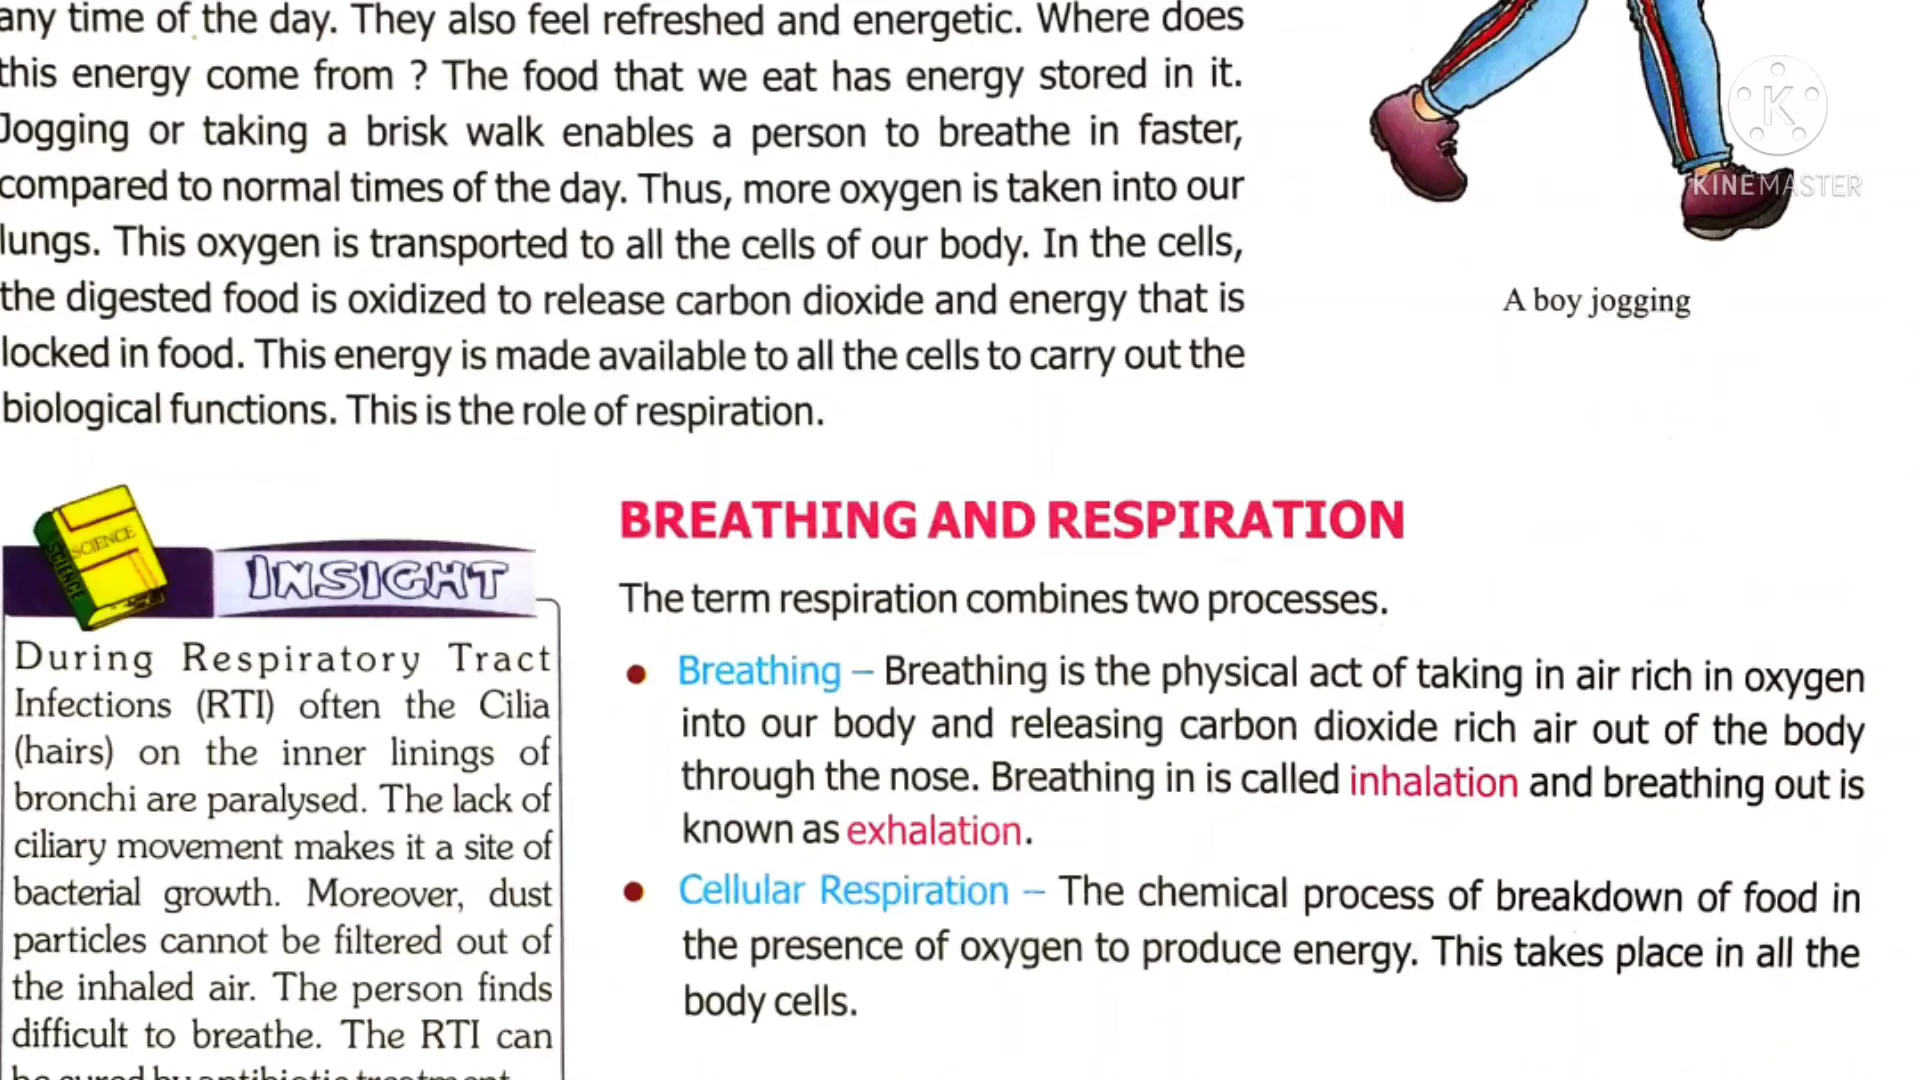 any time of the day. They also feel refreshed and energetic. Where does
this energy come from ? The food that we eat has energy stored in it.
Jogging or taking a brisk walk enables a person to breathe in faster,
compared to normal times of the day. Thus, more oxygen is taken into our
lungs. This oxygen is transported to all the cells of our body. In the cells,
the digested food is oxidized to release carbon dioxide and energy that is
locked in food. This energy is made available to all the cells to carry out the
biological functions. This is the role of respiration.
K
KINEMASTER
A boy jogging
SCIENCE
SCIENCE
INSIGHT
During Respiratory Tract
Infections (RTI) often the Cilia
(hairs) on the inner linings of
bronchi are paralysed. The lack of
ciliary movement makes it a site of
bacterial growth. Moreover, dust
particles cannot be filtered out of
the inhaled air. The person finds
difficult to breathe. The RTI can
be cured by antibiotic treatment.
BREATHING AND RESPIRATION
The term respiration combines two processes.
• Breathing – Breathing is the physical act of taking in air rich in oxygen
into our body and releasing carbon dioxide rich air out of the body
through the nose. Breathing in is called inhalation and breathing out is
known as exhalation.
• Cellular Respiration – The chemical process of breakdown of food in
the presence of oxygen to produce energy. This takes place in all the
body cells.